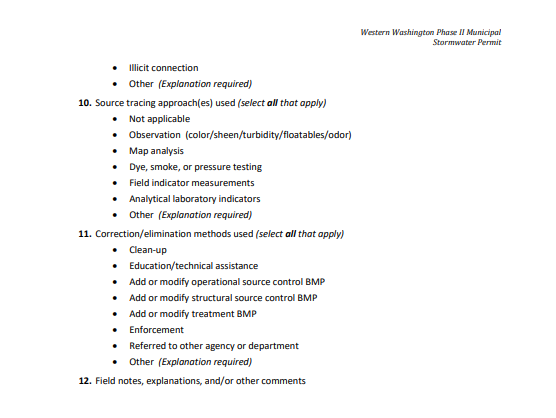 Western Washington Phase II Municipal
Stormwater Permit
• Illicit connection
• Other (Explanation required)
10. Source tracing approach(es) used (select all that apply)
• Not applicable
• Observation (color/sheen/turbidity/floatables/odor)
• Map analysis
• Dye, smoke, or pressure testing
• Field indicator measurements
• Analytical laboratory indicators
• Other (Explanation required)
11. Correction/elimination methods used (select all that apply)
• Clean-up
• Education/technical assistance
• Add or modify operational source control BMP
• Add or modify structural source control BMP
• Add or modify treatment BMP
• Enforcement
• Referred to other agency or department
• Other (Explanation required)
12. Field notes, explanations, and/or other comments